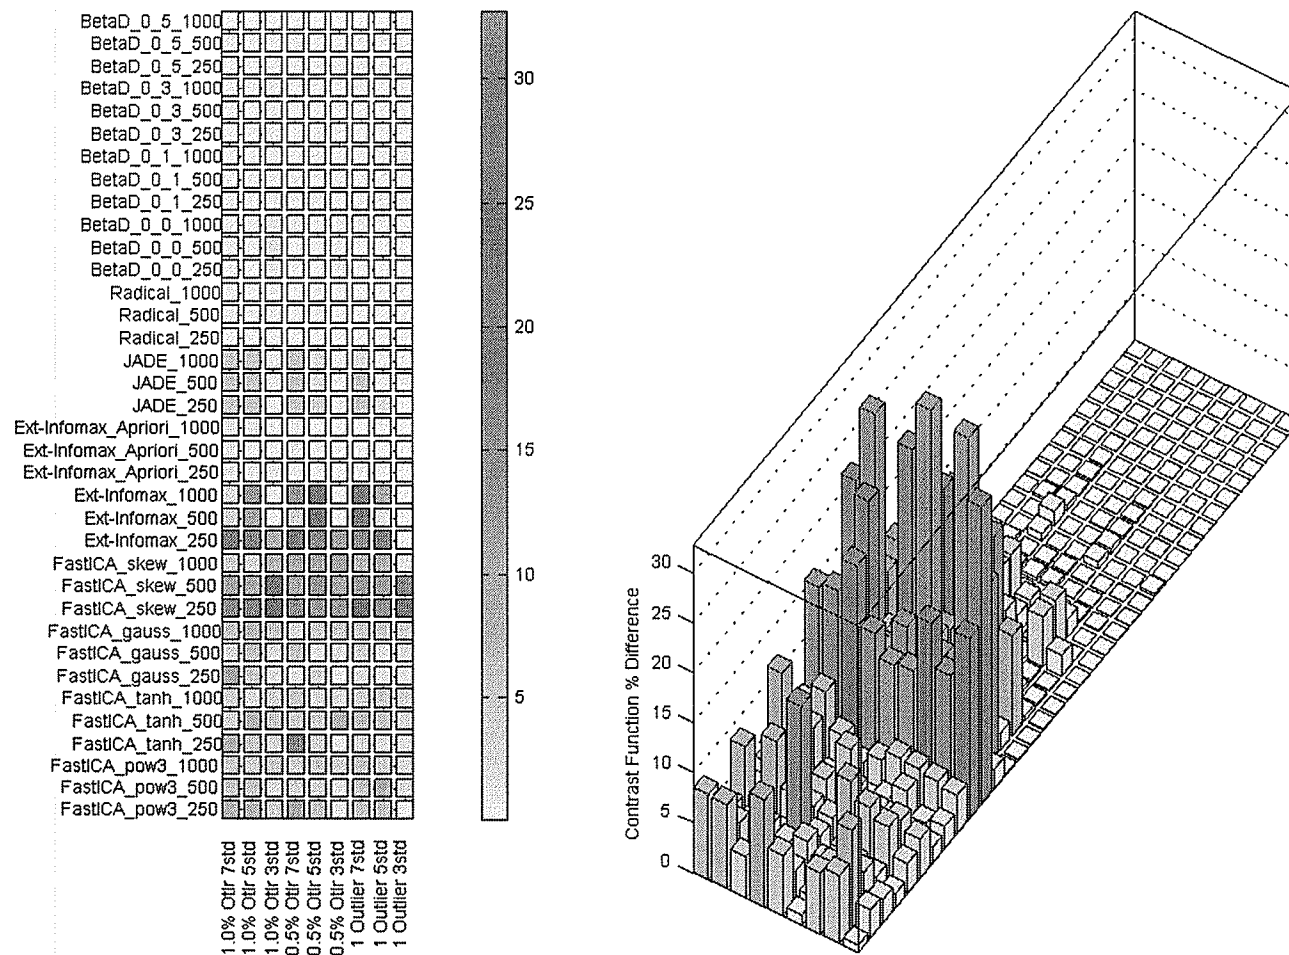 BetaD_0_5_1000
BetaD_0_5_500
BetaD_0_5_250
BetaD_0_3_1000
BetaD_0_3_500
BetaD_0_3_250
BetaD_0_1_1000
BetaD_0_1_500
BetaD_0_1_250
BetaD_0_0_1000
BetaD_0_0_500
BetaD_0_0_250
Radical_1000
Radical_500
Radical_250
JADE_1000
JADE_500
JADE_250
Ext-Infomax_Apriori_1000
Ext-Infomax_Apriori_500
Ext-Infomax_Apriori_250
Ext-Infomax_1000
Ext-Infomax_500
Ext-Infomax_250
FastICA_skew_1000
FastICA_skew_500
FastICA_skew_250
FastICA_gauss_1000
FastICA_gauss_500
FastICA_gauss_250
FastICA_tanh_1000
FastICA_tanh_500
FastICA_tanh_250
FastICA_pow3_1000
FastICA_pow3_500
FastICA_pow3_250
1.0% Otlr 7std
1.0% Otlr 5std
1.0% Otlr 3std
0.5% Otlr 7std
0.5% Otlr 5std
0.5% Otlr 3std
1 Outlier 7std
1 Outlier 5std
1 Outlier 3std
30
25
20
15
10
5
Contrast Function % Difference
30
25
20
15
10
5
0